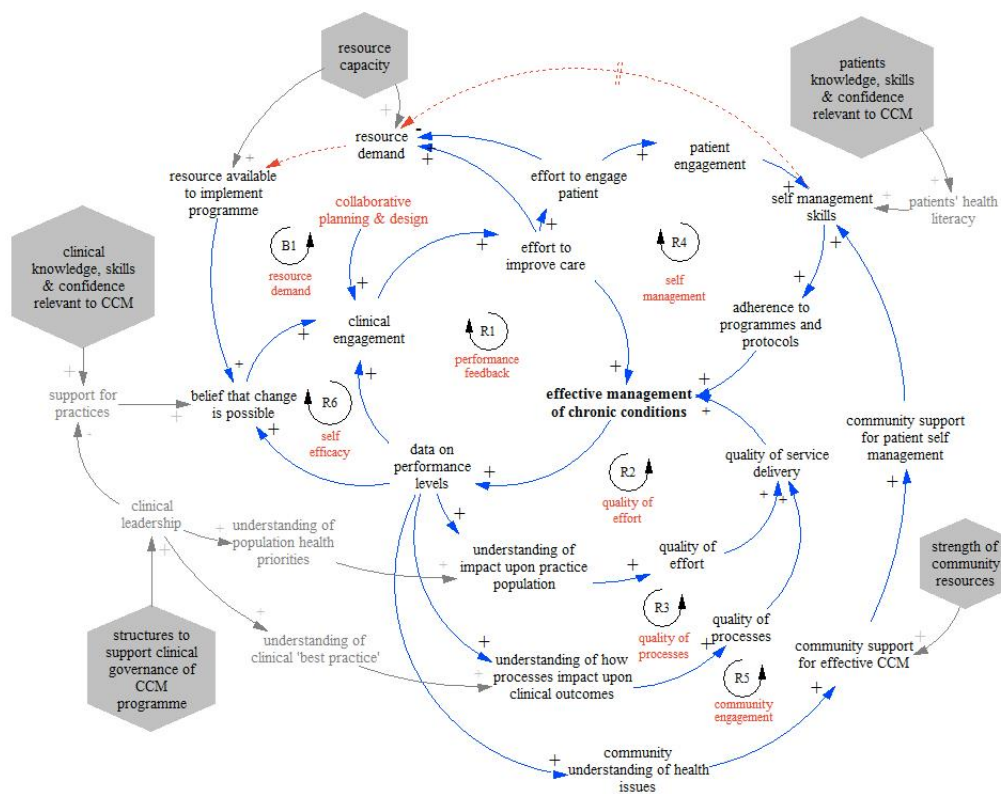 resource
capacity
patients
knowledge, skills
& confidence
relevant to CCM
resource
demand
patient
engagement
resource available
to implement
programme
effort to engage
patient
self management
skills
patients' health
literacy
collaborative
planning & design
clinical
knowledge, skills
& confidence
relevant to CCM
B1
resource
demand
effort to
improve care
R4
self
management
clinical
engagement
R1
performance
feedback
adherence to
programmes and
protocols
support for
practices
belief that change
is possible
R6
self
efficacy
effective management
of chronic conditions
community support
for patient self
management
data on
performance
levels
R2
quality of
effort
quality of service
delivery
clinical
leadership
understanding of
population health
priorities
understanding of
impact upon practice
population
quality of
effort
strength of
community
resources
R3
quality of
processes
quality of
processes
structures to
support clinical
governance of
CCM
programme
understanding of
clinical 'best practice'
understanding of how
processes impact upon
clinical outcomes
R5
community
engagement
community support
for effective CCM
community
understanding of health
issues